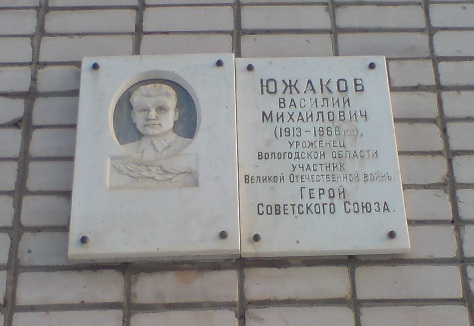 ЮЖАКОВ
ВАСИЛИЙ
МИХАЙЛОВИЧ
(1913-1966 гг.),
УРОЖЕНЕЦ
ВОЛОГОДСКОЙ ОБЛАСТИ
УЧАСТНИК
ВЕЛИКОЙ ОТЕЧЕСТВЕННОЙ ВОЙНЫ
ГЕРОЙ
СОВЕТСКОГО СОЮЗА.